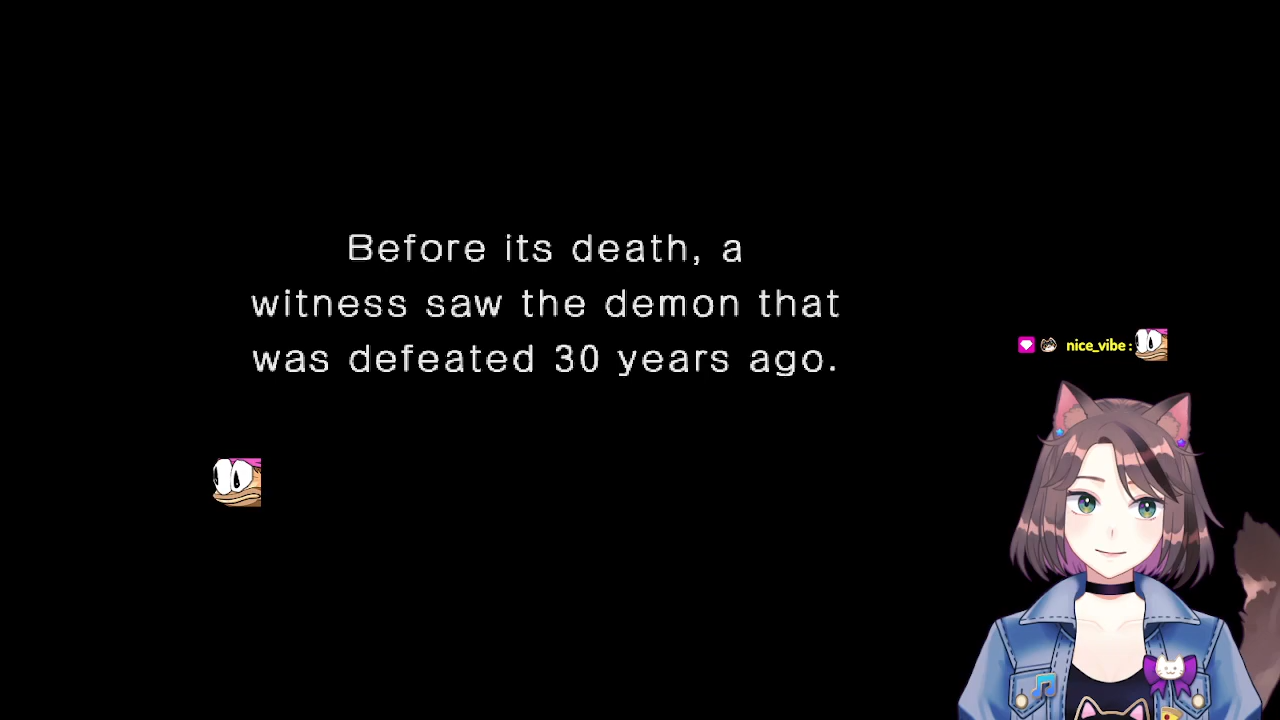 Before its death, a
witness saw the demon that
was defeated 30 years ago.
nice_vibe :